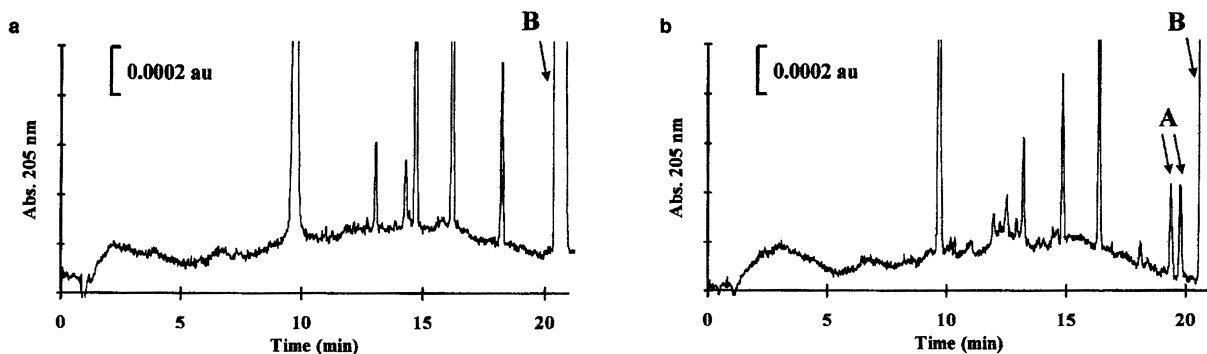 a
B
0.0002 au
Abs. 205 nm
0 5 10 15 20
Time (min)
b
B
0.0002 au
A
Abs. 205 nm
0 5 10 15 20
Time (min)